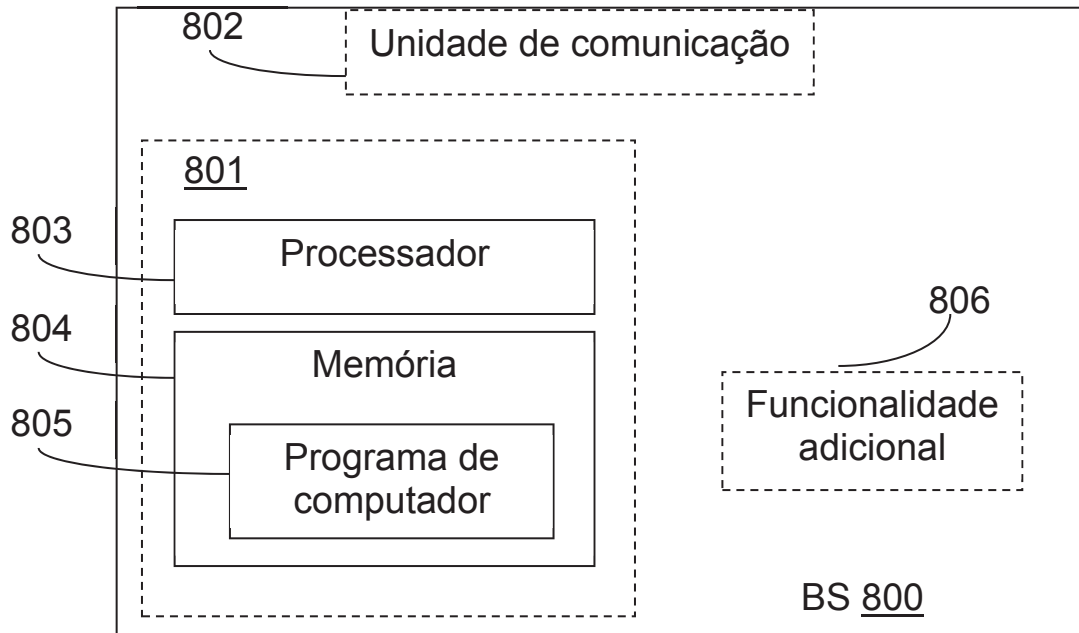 802
Unidade de comunicação
801
803
Processador
804
Memória
805
Programa de
computador
806
Funcionalidade
adicional
BS 800